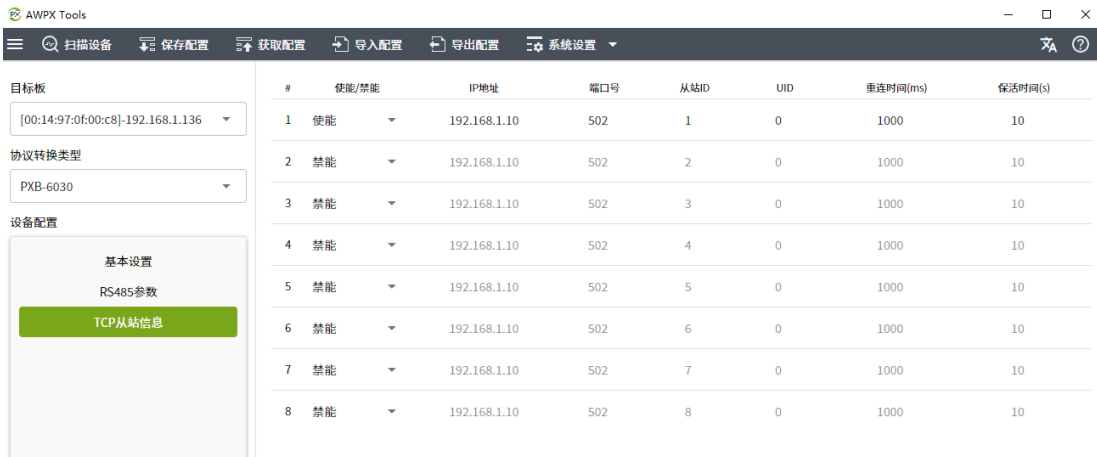 AWPX Tools
扫描设备 保存配置 获取配置 导入配置 导出配置 系统设置
目标板
[00:14:97:0f:00:c8]-192.168.1.136
协议转换类型
PXB-6030
设备配置
基本设置
RS485参数
TCP从站信息
# 使能/禁能 IP地址 端口号 从站ID UID 重连时间(ms) 保活时间(s)
1 使能 192.168.1.10 502 1 0 1000 10
2 禁能 192.168.1.10 502 2 0 1000 10
3 禁能 192.168.1.10 502 3 0 1000 10
4 禁能 192.168.1.10 502 4 0 1000 10
5 禁能 192.168.1.10 502 5 0 1000 10
6 禁能 192.168.1.10 502 6 0 1000 10
7 禁能 192.168.1.10 502 7 0 1000 10
8 禁能 192.168.1.10 502 8 0 1000 10